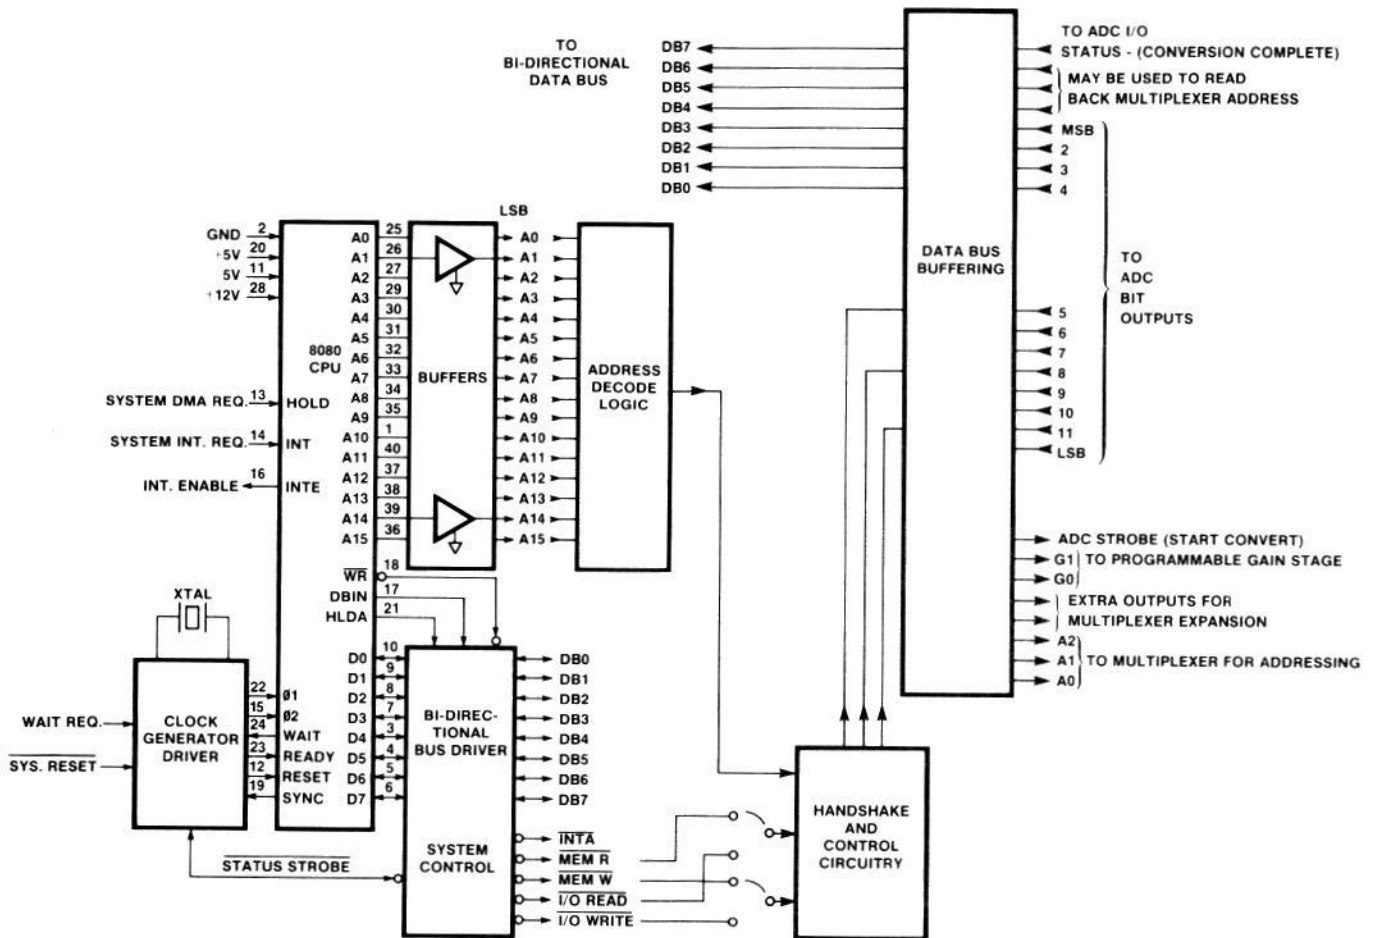 TO
BI-DIRECTIONAL
DATA BUS
DB7
DB6
DB5
DB4
DB3
DB2
DB1
DB0
TO ADC I/O
STATUS - (CONVERSION COMPLETE)
MAY BE USED TO READ
BACK MULTIPLEXER ADDRESS
MSB
2
3
4
DATA BUS
BUFFERING
TO
ADC
BIT
OUTPUTS
5
6
7
8
9
10
11
LSB
ADC STROBE (START CONVERT)
G1
G0
TO PROGRAMMABLE GAIN STAGE
EXTRA OUTPUTS FOR
MULTIPLEXER EXPANSION
A2
A1
A0
TO MULTIPLEXER FOR ADDRESSING
GND 2
+5V 20
5V 11
+12V 28
8080
CPU
SYSTEM DMA REQ. 13 HOLD
SYSTEM INT. REQ. 14 INT
INT. ENABLE 16 INTE
A0 25
A1 26
A2 27
A3 29
A4 30
A5 31
A6 32
A7 33
A8 34
A9 35
A10 1
A11 40
A12 37
A13 38
A14 39
A15 36
BUFFERS
LSB
A0
A1
A2
A3
A4
A5
A6
A7
A8
A9
A10
A11
A12
A13
A14
A15
ADDRESS
DECODE
LOGIC
WR 18
DBIN 17
HLDA 21
XTAL
WAIT REQ.
SYS. RESET
CLOCK
GENERATOR
DRIVER
22 Ø1
15 Ø2
24 WAIT
23 READY
12 RESET
19 SYNC
D0 10
D1 9
D2 8
D3 7
D4 3
D5 4
D6 5
D7 6
BI-DIREC-
TIONAL
BUS DRIVER
SYSTEM
CONTROL
DB0
DB1
DB2
DB3
DB4
DB5
DB6
DB7
INTA
MEM R
MEM W
I/O READ
I/O WRITE
STATUS STROBE
HANDSHAKE
AND
CONTROL
CIRCUITRY